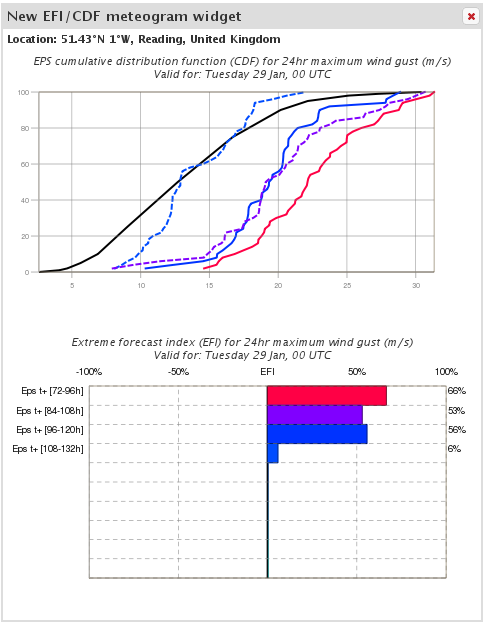 New EFI/CDF meteogram widget
Location: 51.43°N 1°W, Reading, United Kingdom
EPS cumulative distribution function (CDF) for 24hr maximum wind gust (m/s)
Valid for: Tuesday 29 Jan, 00 UTC
100
80
60
40
20
0
5 10 15 20 25 30
Extreme forecast index (EFI) for 24hr maximum wind gust (m/s)
Valid for: Tuesday 29 Jan, 00 UTC
-100% -50% EFI 50% 100%
Eps t+ [72-96h] 66%
Eps t+ [84-108h] 53%
Eps t+ [96-120h] 56%
Eps t+ [108-132h] 6%